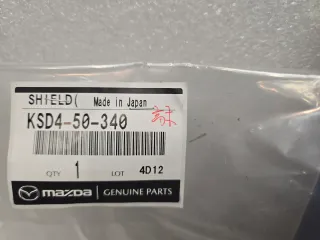 SHIELD( Made in Japan
KSD4-50-340
QTY 1 LOT 4D12
mazda GENUINE PARTS